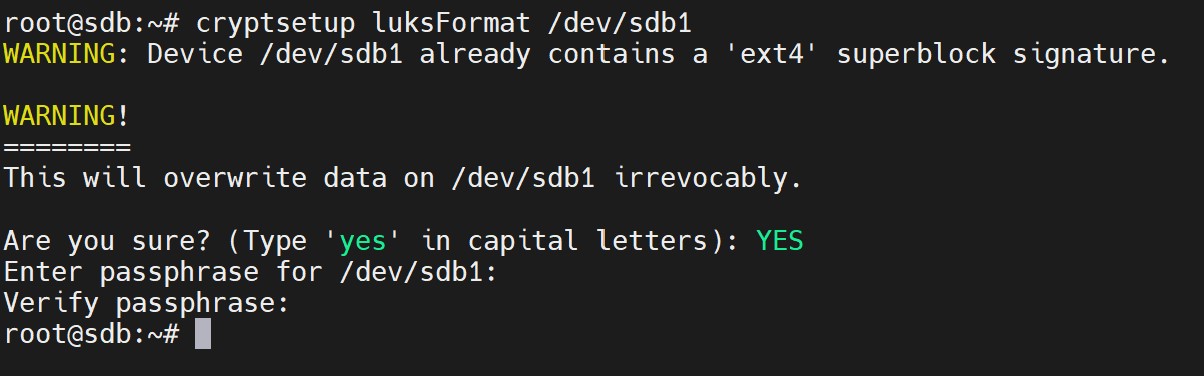 root@sdb:~# cryptsetup luksFormat /dev/sdb1
WARNING: Device /dev/sdb1 already contains a 'ext4' superblock signature.
WARNING!
========
This will overwrite data on /dev/sdb1 irrevocably.
Are you sure? (Type 'yes' in capital letters): YES
Enter passphrase for /dev/sdb1:
Verify passphrase:
root@sdb:~#